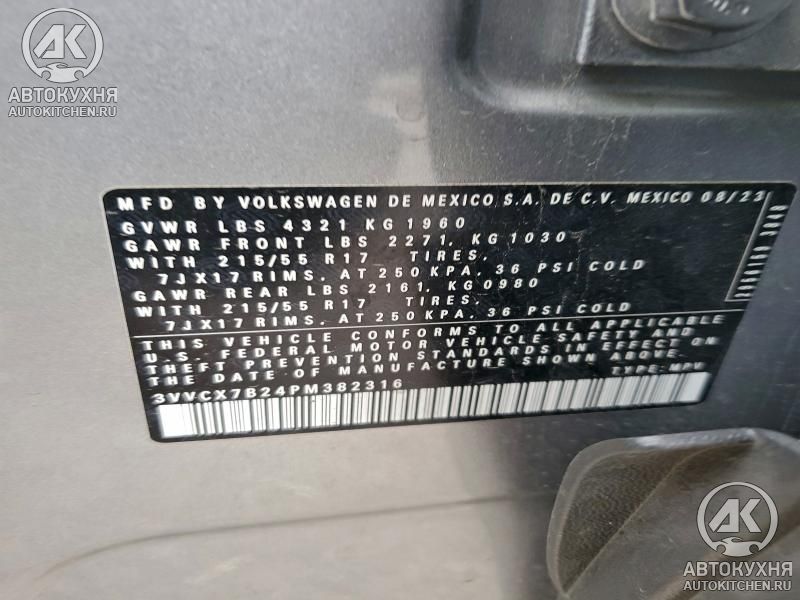 AK
АВТОКУХНЯ
AUTOKITCHEN.RU
MFD BY VOLKSWAGEN DE MEXICO S.A. DE C.V. MEXICO 08/23
GVWR LBS 4321 KG 1960
GAWR FRONT LBS 2271, KG 1030
WITH 215/55 R17 TIRES,
7JX17 RIMS, AT 250 KPA, 36 PSI COLD
GAWR REAR LBS 2161, KG 0980
WITH 215/55 R17 TIRES,
7JX17 RIMS, AT 250 KPA, 36 PSI COLD
THIS VEHICLE CONFORMS TO ALL APPLICABLE
U.S. FEDERAL MOTOR VEHICLE SAFETY AND
THEFT PREVENTION STANDARDS IN EFFECT ON
THE DATE OF MANUFACTURE SHOWN ABOVE.
3VVCX7B24PM382316 TYPE: MPV
AK
АВТОКУХНЯ
AUTOKITCHEN.RU